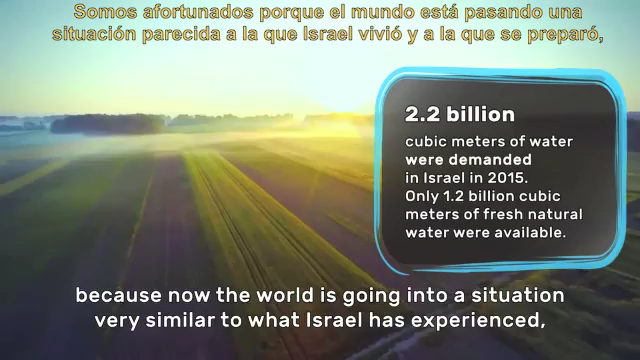 Somos afortunados porque el mundo está pasando una
situación parecida a la que Israel vivió y a la que se preparó,
2.2 billion
cubic meters of water
were demanded
in Israel in 2015.
Only 1.2 billion cubic
meters of fresh natural
water were available.
because now the world is going into a situation
very similar to what Israel has experienced,